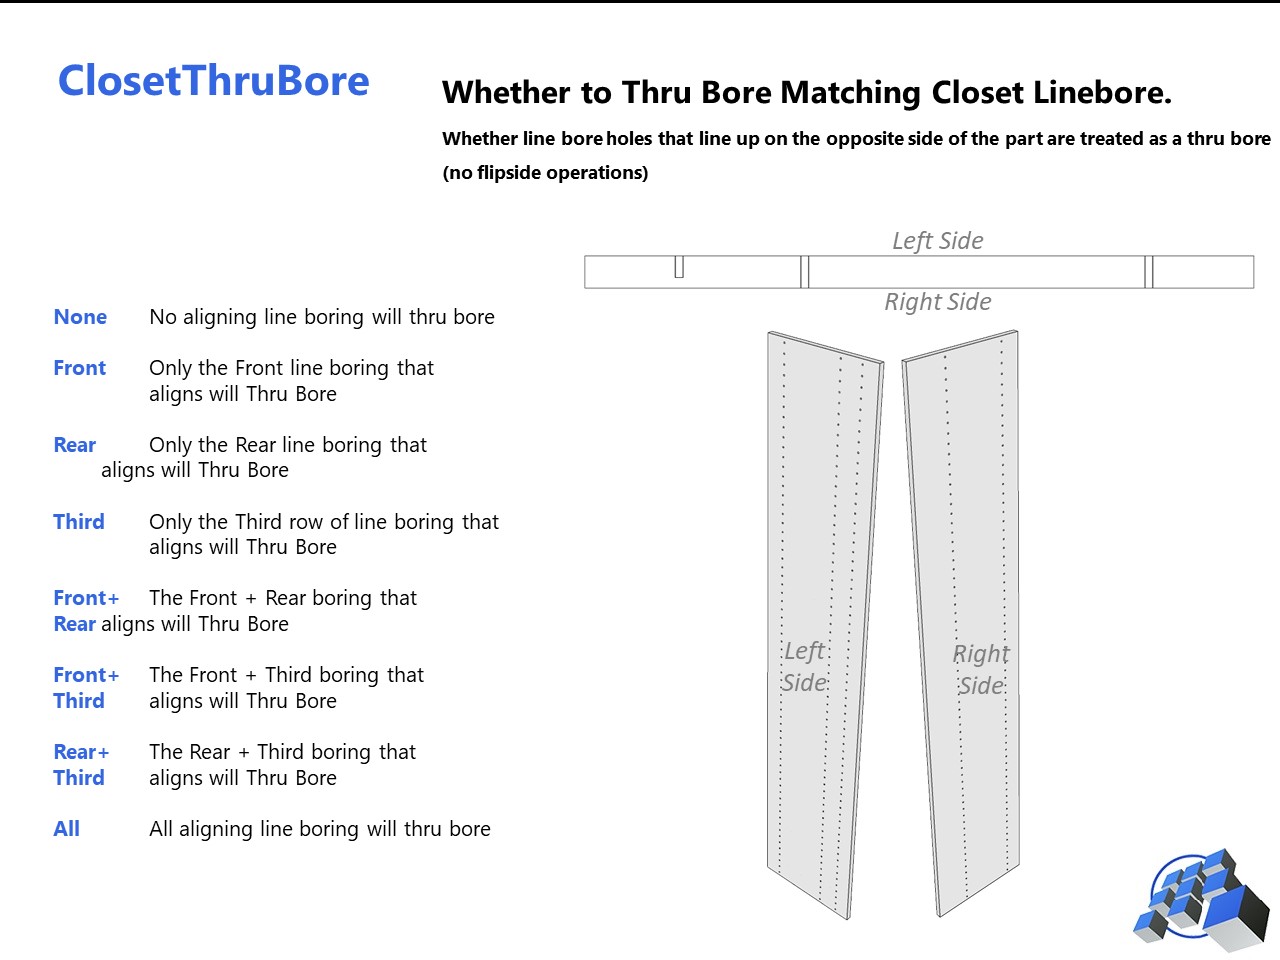 ClosetThruBore
Whether to Thru Bore Matching Closet Linebore.
Whether line bore holes that line up on the opposite side of the part are treated as a thru bore
(no flipside operations)
Left Side
Right Side
None No aligning line boring will thru bore
Front Only the Front line boring that
aligns will Thru Bore
Rear Only the Rear line boring that
aligns will Thru Bore
Third Only the Third row of line boring that
aligns will Thru Bore
Front+ The Front + Rear boring that
Rear aligns will Thru Bore
Front+ The Front + Third boring that
Third aligns will Thru Bore
Rear+ The Rear + Third boring that
Third aligns will Thru Bore
All All aligning line boring will thru bore
Left
Side
Right
Side